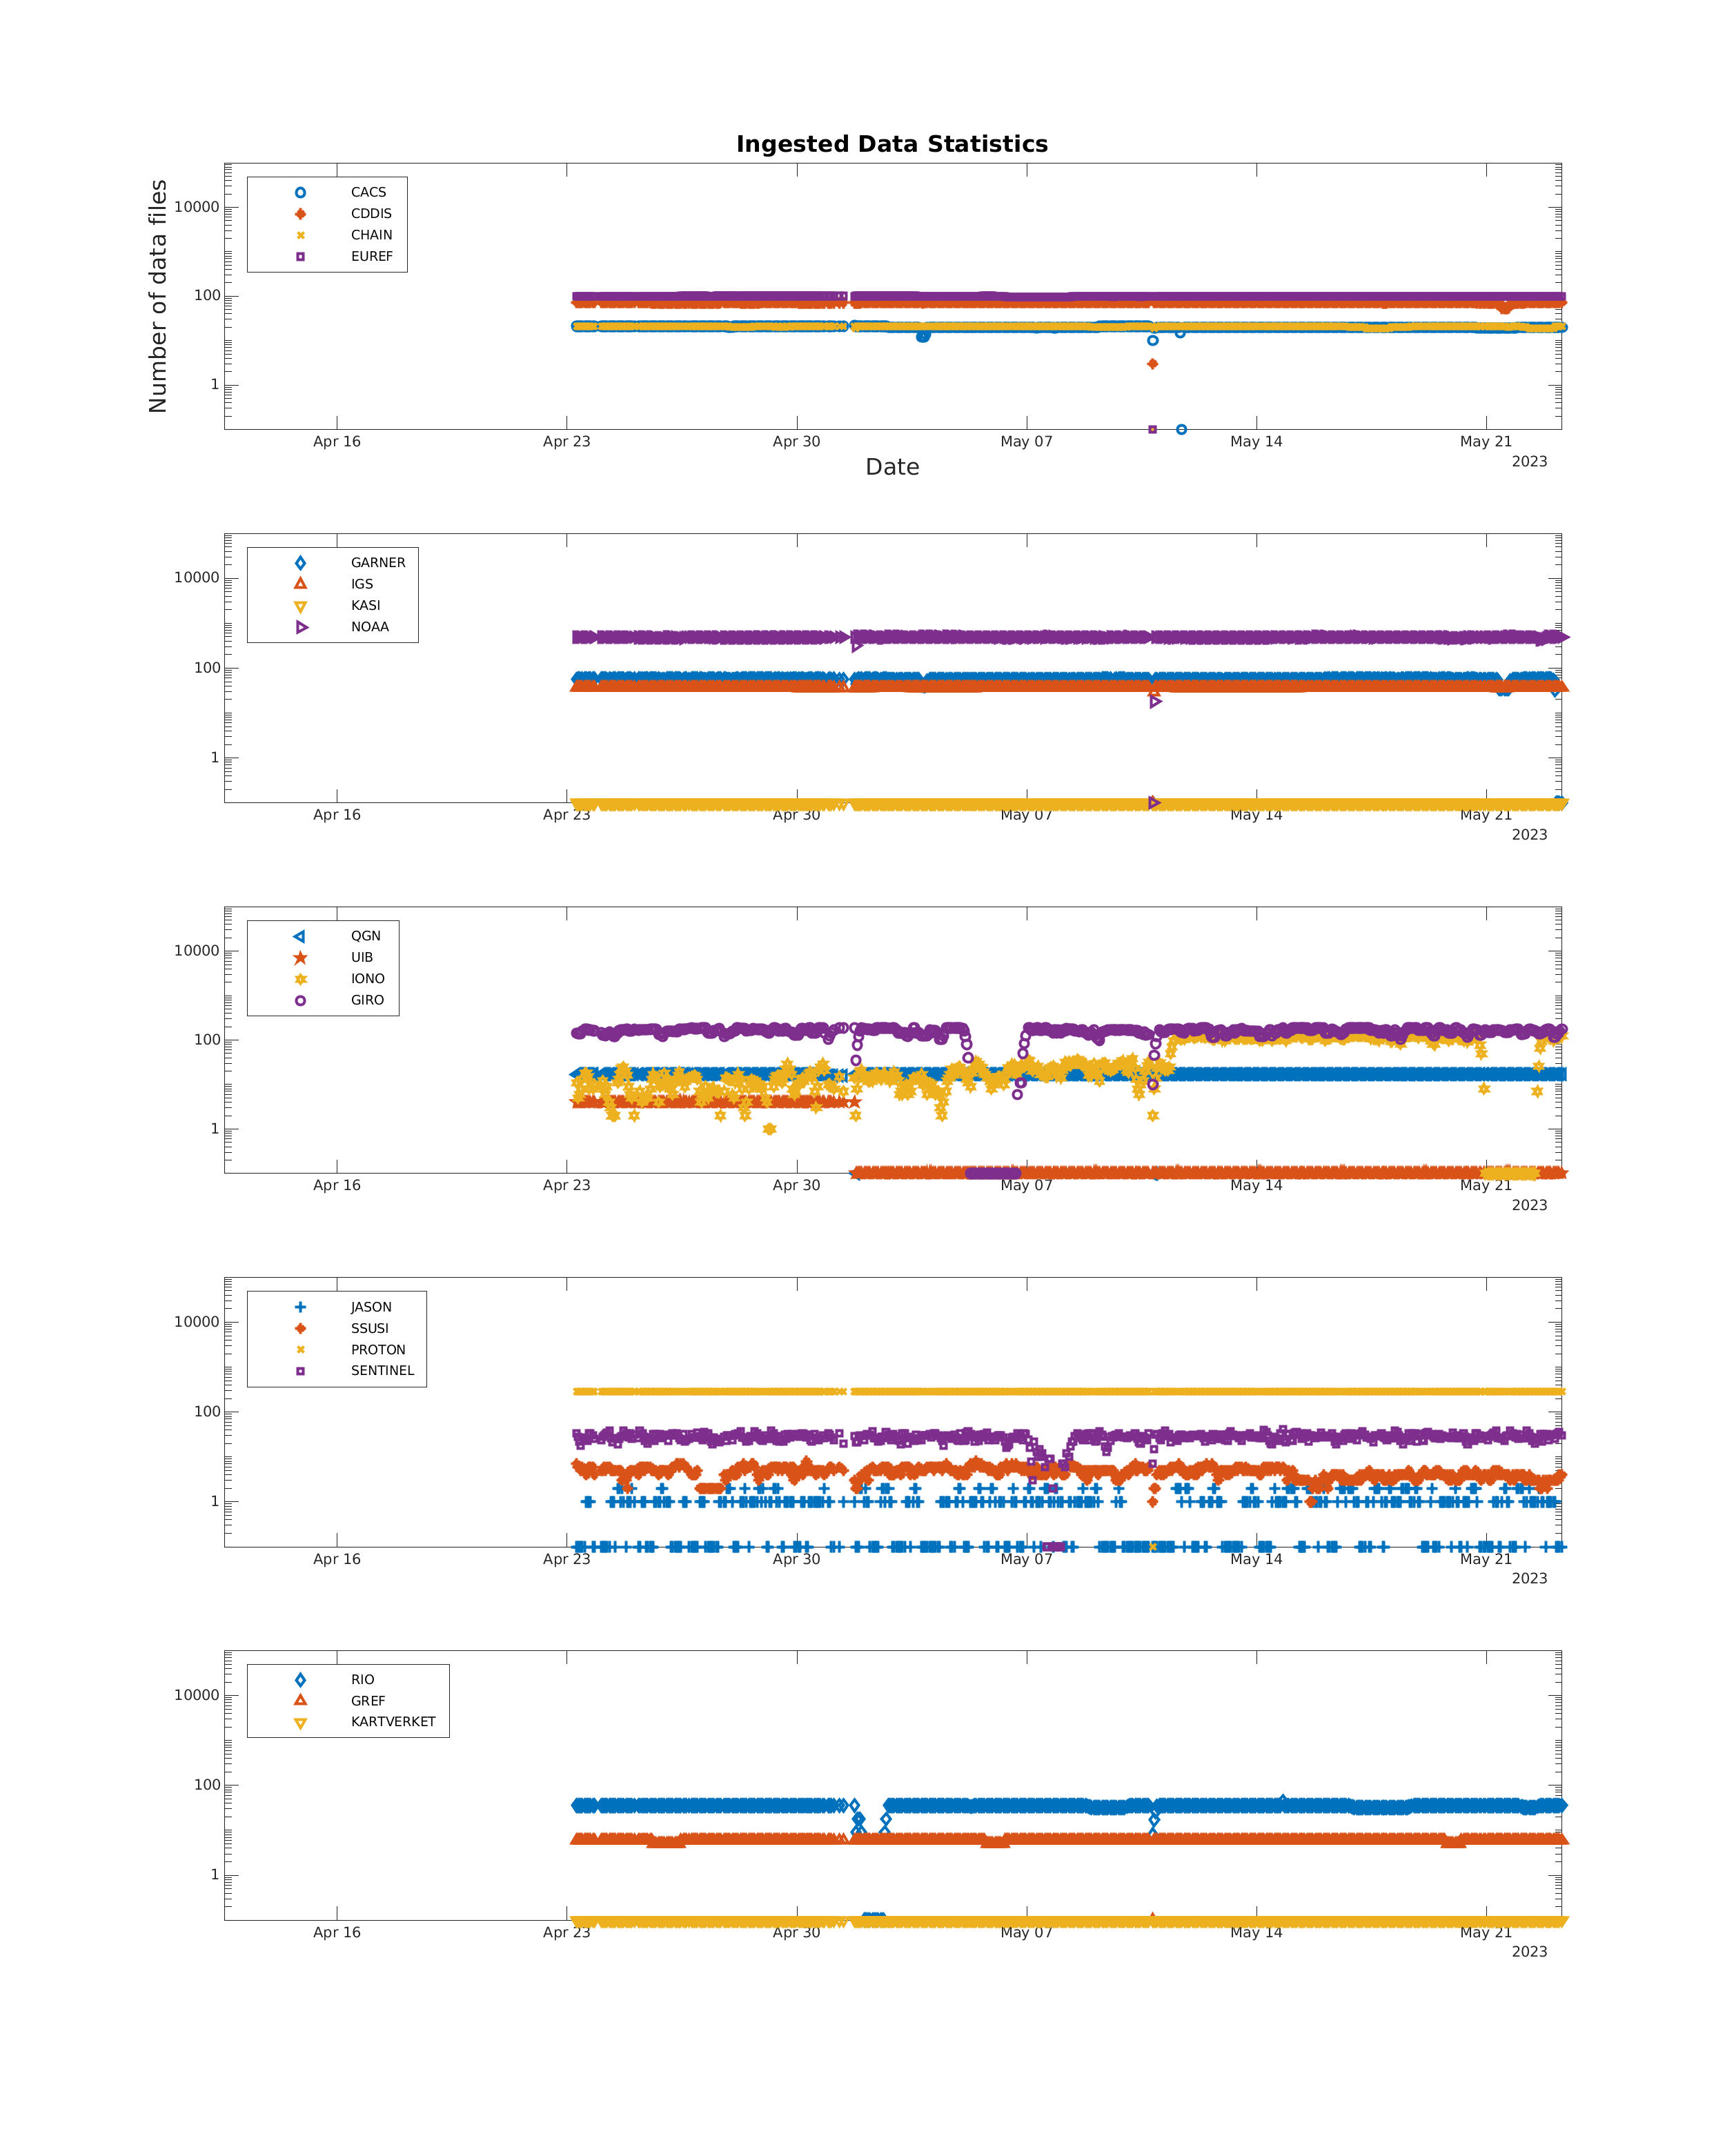 Ingested Data Statistics
Number of data files
CACS
CDDIS
CHAIN
EUREF
10000
100
1
Apr 16 Apr 23 Apr 30 May 07 May 14 May 21
2023
Date
GARNER
IGS
KASI
NOAA
10000
100
1
Apr 16 Apr 23 Apr 30 May 07 May 14 May 21
2023
QGN
UIB
IONO
GIRO
10000
100
1
Apr 16 Apr 23 Apr 30 May 07 May 14 May 21
2023
JASON
SSUSI
PROTON
SENTINEL
10000
100
1
Apr 16 Apr 23 Apr 30 May 07 May 14 May 21
2023
RIO
GREF
KARTVERKET
10000
100
1
Apr 16 Apr 23 Apr 30 May 07 May 14 May 21
2023